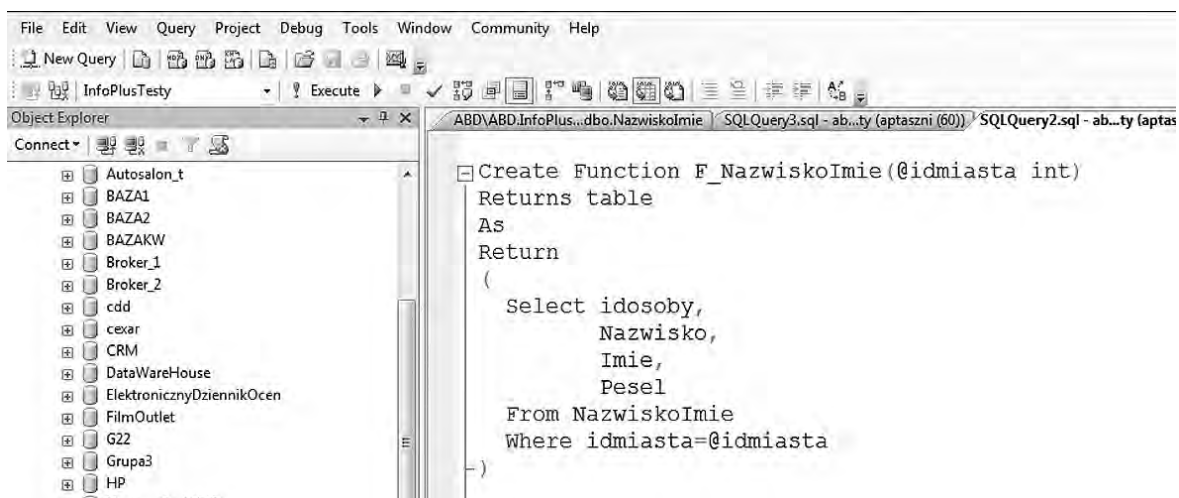 File Edit View Query Project Debug Tools Window Community Help
New Query
InfoPlusTesty Execute
Object Explorer
ABD\ABD.InfoPlus...dbo.NazwiskoImie SQLQuery3.sql - ab...ty (aptaszni (60)) SQLQuery2.sql - ab...ty (aptas
Connect
Autosalon_t
BAZA1
BAZA2
BAZAKW
Broker_1
Broker_2
cdd
cexar
CRM
DataWareHouse
ElektronicznyDziennikOcen
FilmOutlet
G22
Grupa3
HP
Create Function F_NazwiskoImie(@idmiasta int)
Returns table
As
Return
(
Select idosoby,
Nazwisko,
Imie,
Pesel
From NazwiskoImie
Where idmiasta=@idmiasta
)